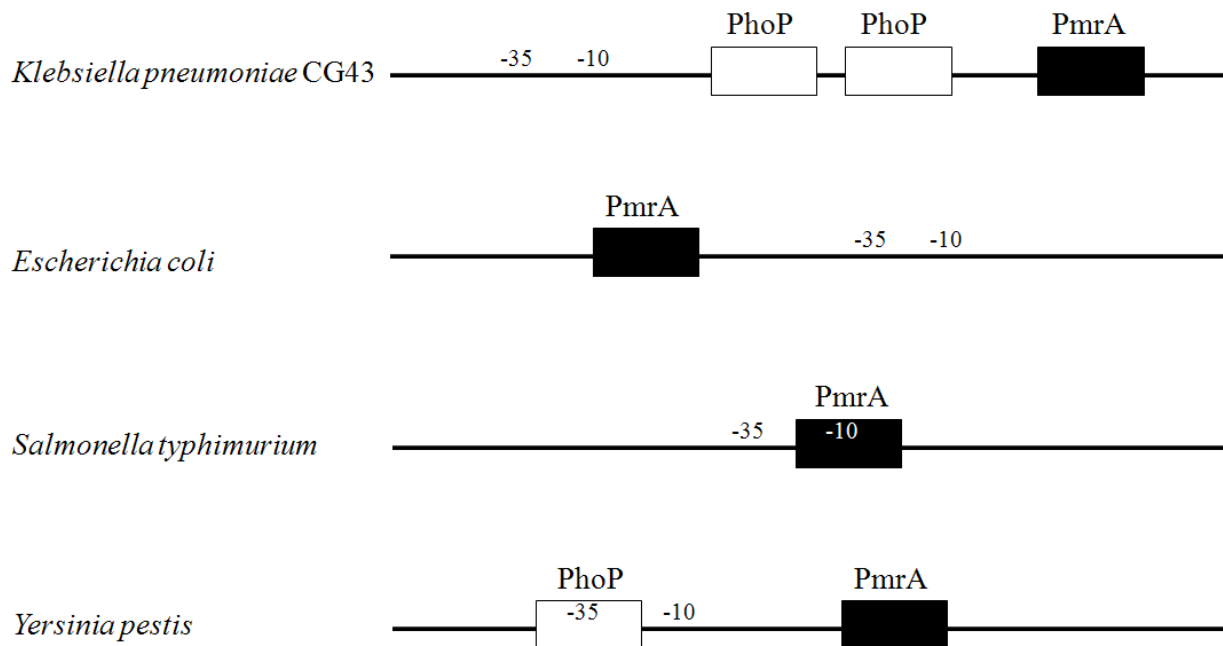 PhoP PhoP PmrA
Klebsiella pneumoniae CG43 -35 -10
PmrA
Escherichia coli -35 -10
PmrA
Salmonella typhimurium -35 -10
PhoP PmrA
Yersinia pestis -35 -10